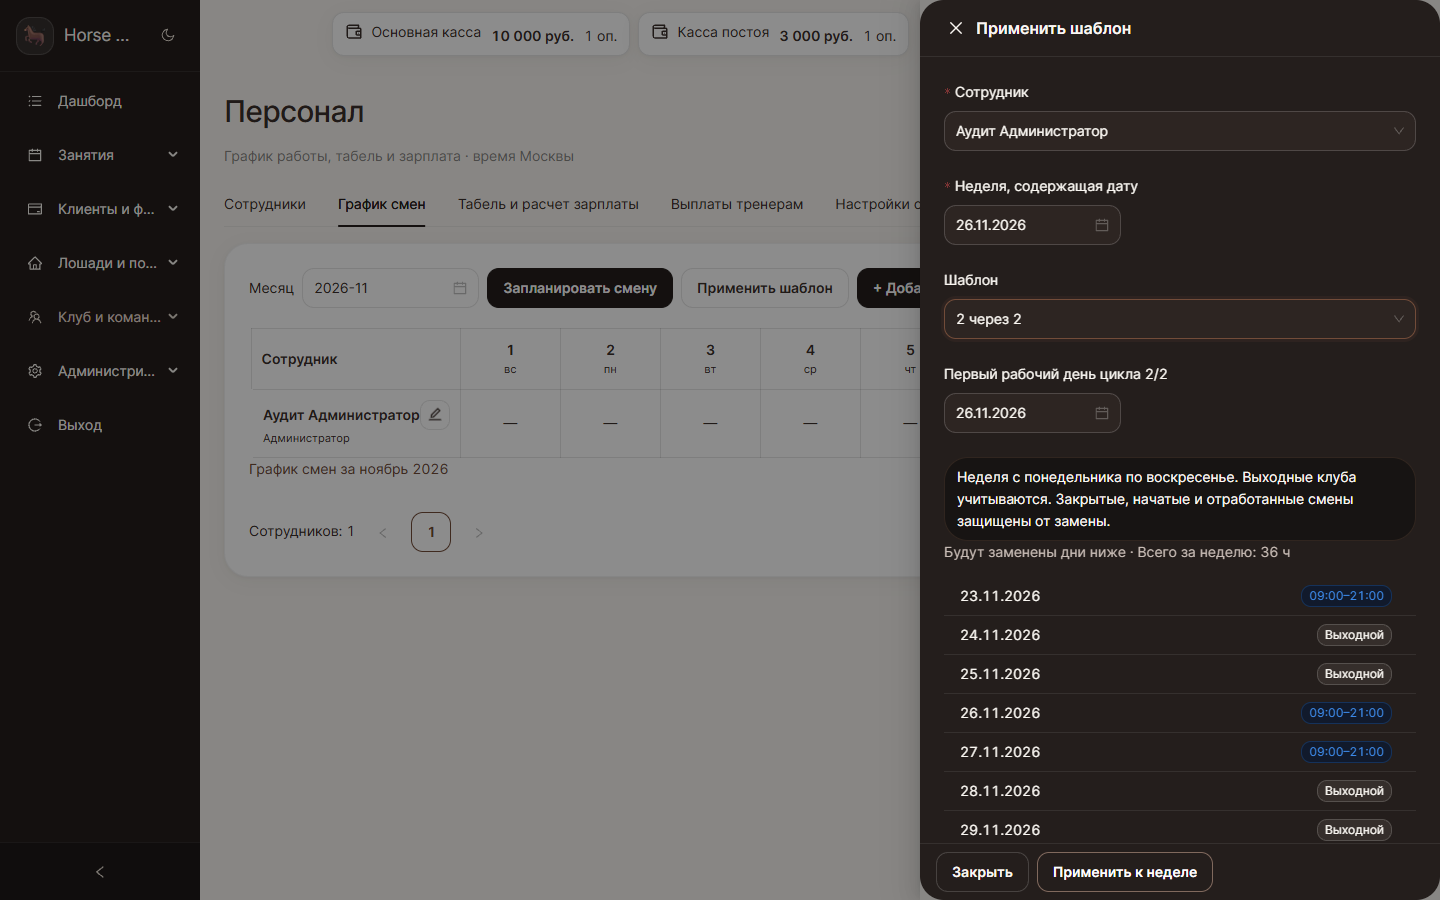 Horse ...
Дашборд
Занятия
Клиенты и ф...
Лошади и по...
Клуб и коман...
Администри...
Выход
Основная касса 10 000 руб. 1 оп.
Касса постоя 3 000 руб. 1 оп.
Персонал
График работы, табель и зарплата · время Москвы
Сотрудники График смен Табель и расчет зарплаты Выплаты тренерам Настройки
Месяц 2026-11 Запланировать смену Применить шаблон
Сотрудник 1 2 3 4 5
вс пн вт ср чт
Аудит Администратор — — — — —
Администратор
График смен за ноябрь 2026
Сотрудников: 1 < 1 >
Применить шаблон
* Сотрудник
Аудит Администратор
* Неделя, содержащая дату
26.11.2026
Шаблон
2 через 2
Первый рабочий день цикла 2/2
26.11.2026
Неделя с понедельника по воскресенье. Выходные клуба
учитываются. Закрытые, начатые и отработанные смены
защищены от замены.
Будут заменены дни ниже · Всего за неделю: 36 ч
23.11.2026 09:00–21:00
24.11.2026 Выходной
25.11.2026 Выходной
26.11.2026 09:00–21:00
27.11.2026 09:00–21:00
28.11.2026 Выходной
29.11.2026 Выходной
Закрыть Применить к неделе